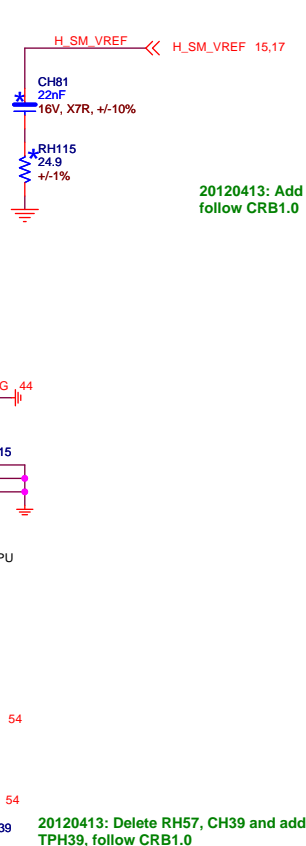 H_SM_VREF
H_SM_VREF 15,17
CH81
22nF
16V, X7R, +/-10%
RH115
24.9
+/-1%
20120413: Add
follow CRB1.0
G 44
15
PU
54
54
39
20120413: Delete RH57, CH39 and add
TPH39, follow CRB1.0